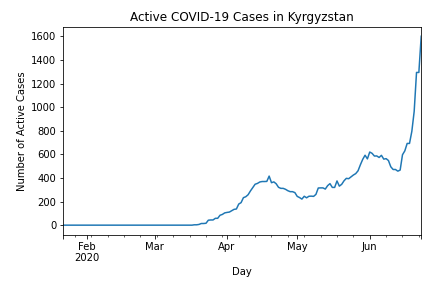 Active COVID-19 Cases in Kyrgyzstan
Number of Active Cases
1600
1400
1200
1000
800
600
400
200
0
Feb
2020
Mar
Apr
May
Jun
Day